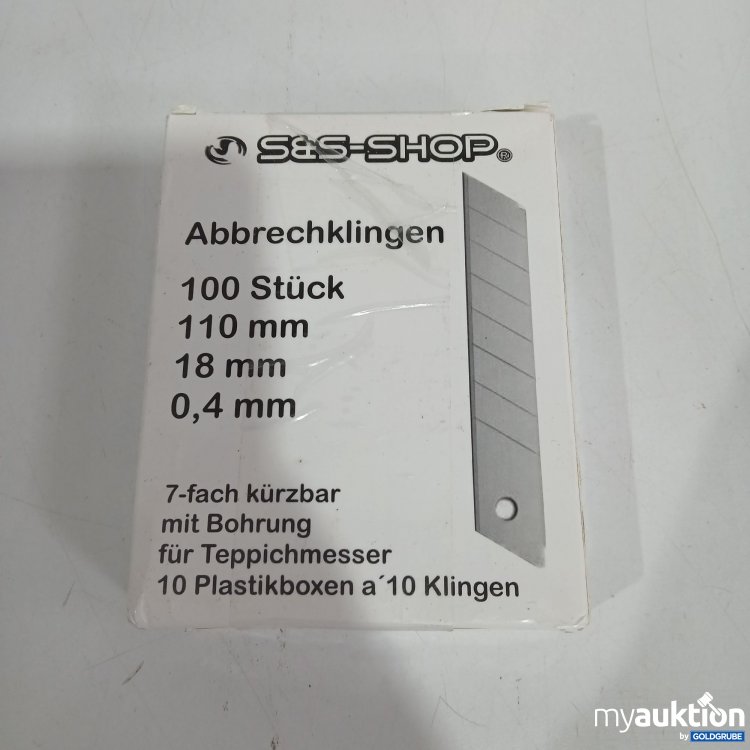 S&S-SHOP®
Abbrechklingen
100 Stück
110 mm
18 mm
0,4 mm
7-fach kürzbar
mit Bohrung
für Teppichmesser
10 Plastikboxen a´10 Klingen
myauktion
by GOLDGRUBE